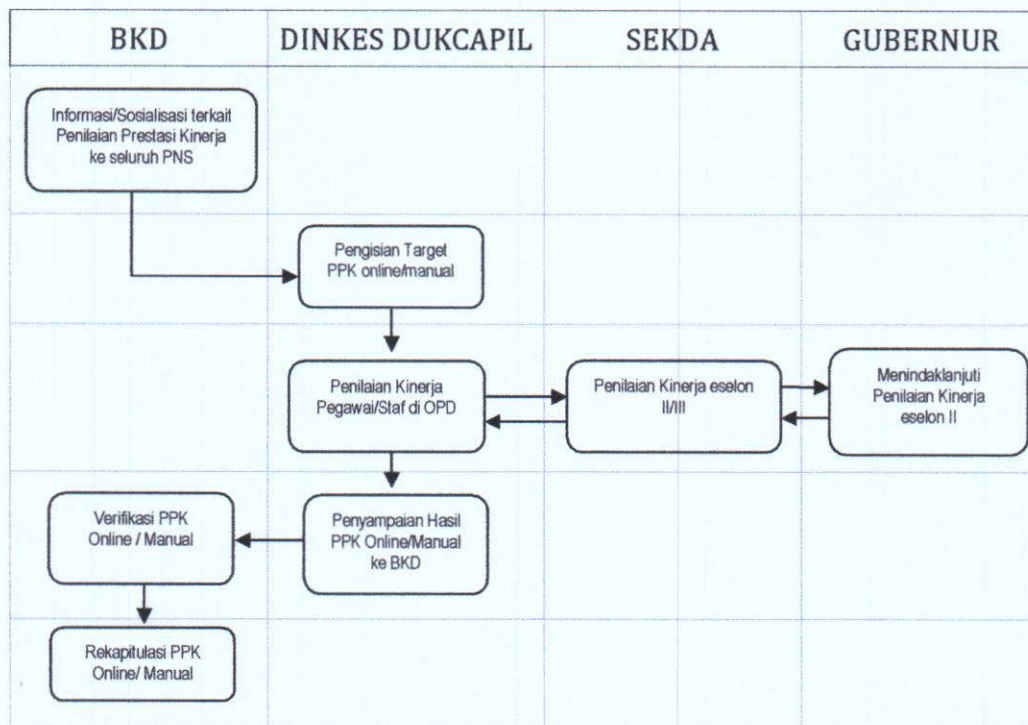 BKD
DINKES DUKCAPIL
SEKDA
GUBERNUR
Informasi/Sosialisasi terkait
Penilaian Prestasi Kinerja
ke seluruh PNS
Pengisian Target
PPK online/manual
Penilaian Kinerja
Pegawai/Staf di OPD
Penilaian Kinerja eselon
II/III
Menindaklanjuti
Penilaian Kinerja
eselon II
Verifikasi PPK
Online / Manual
Penyampaian Hasil
PPK Online/Manual
ke BKD
Rekapitulasi PPK
Online/ Manual